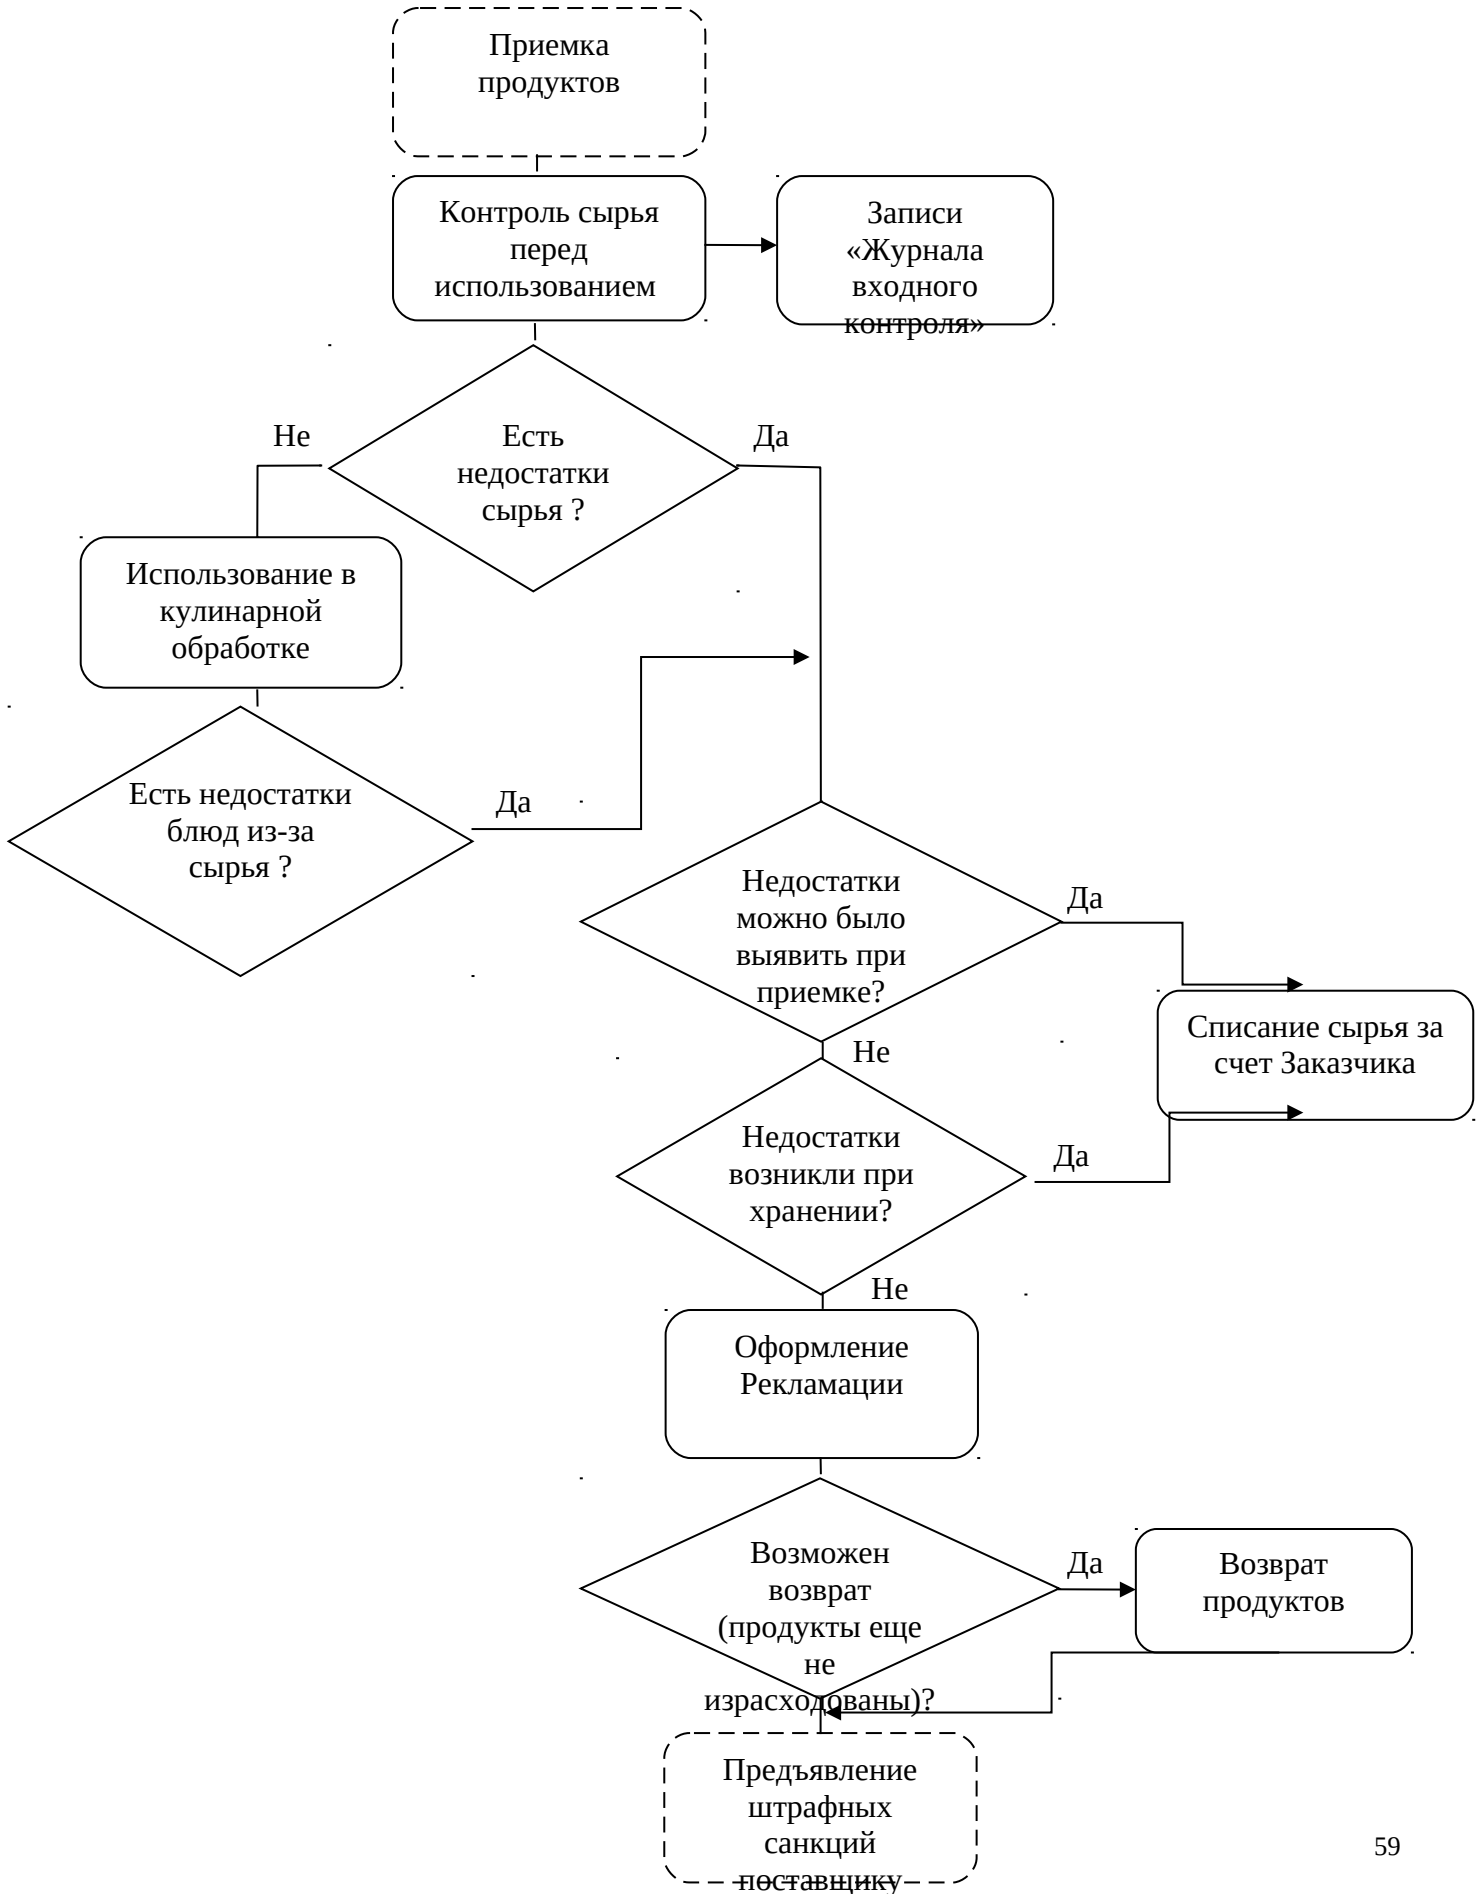 Приемка
продуктов
Контроль сырья
перед
использованием
Записи
«Журнала
входного
контроля»
Не
Есть
недостатки
сырья ?
Да
Использование в
кулинарной
обработке
Есть недостатки
блюд из-за
сырья ?
Да
Недостатки
можно было
выявить при
приемке?
Да
Списание сырья за
счет Заказчика
Не
Недостатки
возникли при
хранении?
Да
Не
Оформление
Рекламации
Возможен
возврат
(продукты еще
не
израсходованы)?
Да
Возврат
продуктов
Предъявление
штрафных
санкций
поставщику
59